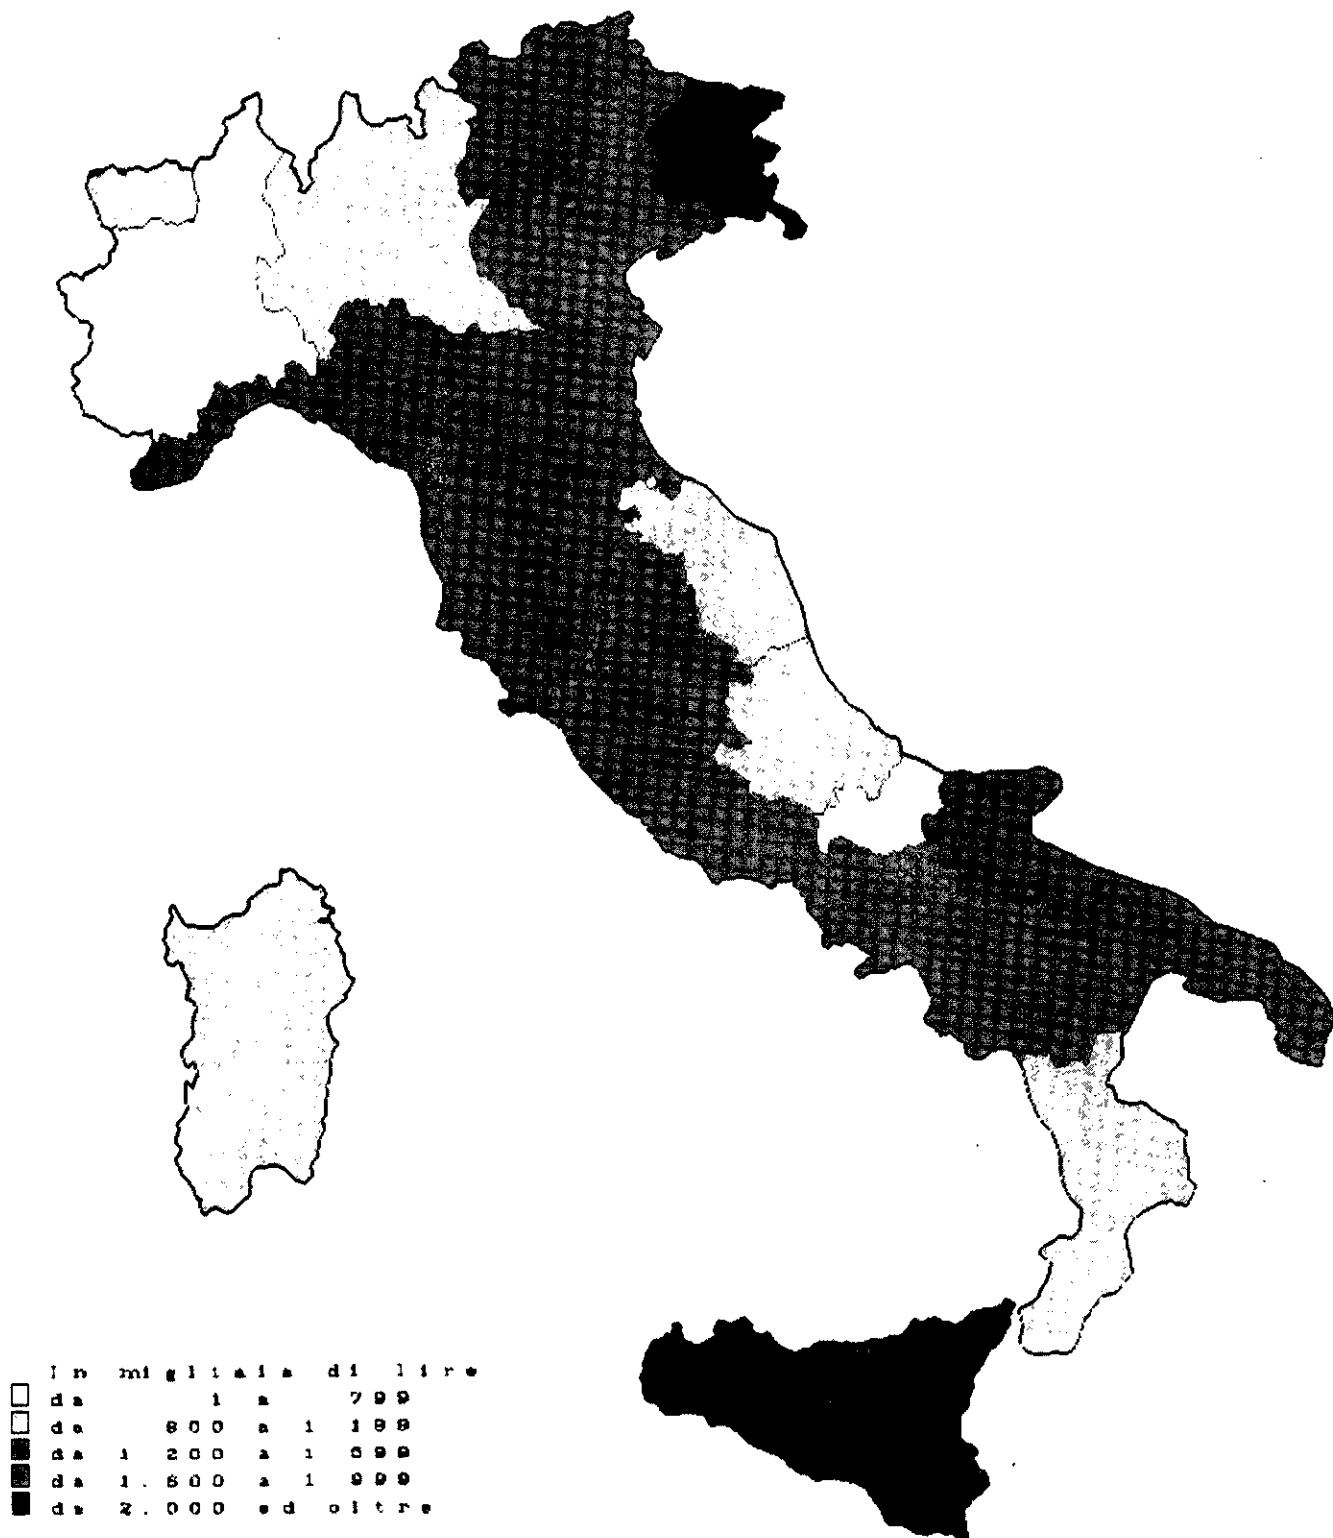 In migliaia di lire
da 1 a 799
da 800 a 1 199
da 1 200 a 1 699
da 1.600 a 1 999
da 2.000 ed oltre